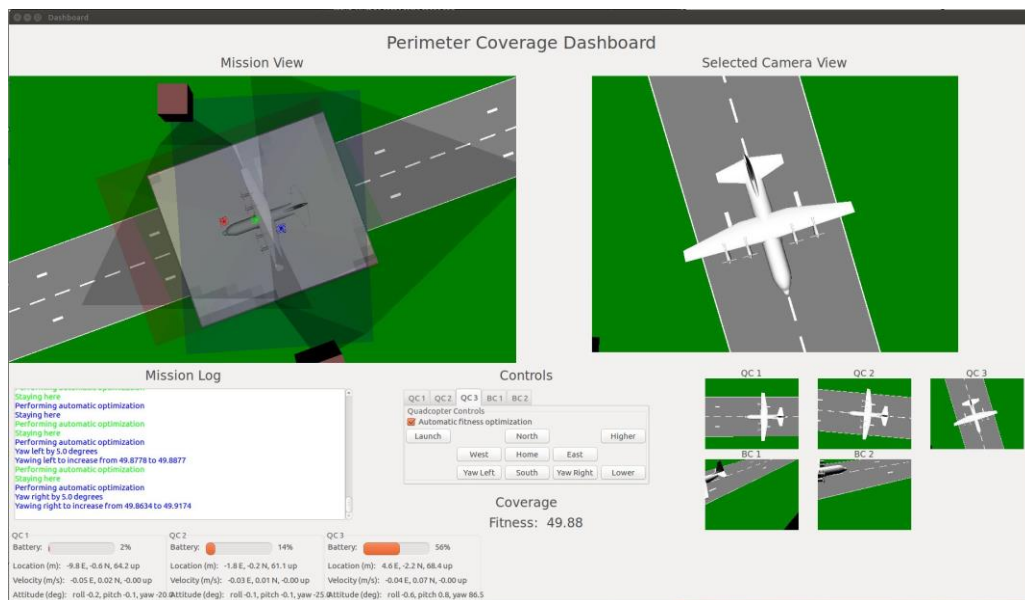 Dashboard
Perimeter Coverage Dashboard
Mission View
Selected Camera View
Mission Log
Performing automatic optimization
Staying here
Performing automatic optimization
Staying here
Performing automatic optimization
Staying here
Performing automatic optimization
Yaw left by 5.0 degrees
Yawing left to increase from 49.8778 to 49.8877
Performing automatic optimization
Staying here
Performing automatic optimization
Yaw right by 5.0 degrees
Yawing right to increase from 49.8634 to 49.9174
Controls
QC 1 QC 2 QC 3 BC 1 BC 2
Quadcopter Controls
Automatic fitness optimization
Launch North Higher
West Home East
Yaw Left South Yaw Right Lower
Coverage
Fitness: 49.88
QC 1 QC 2 QC 3
BC 1 BC 2
QC 1
Battery: 2%
Location (m): -9.8 E, -0.6 N, 64.2 up
Velocity (m/s): -0.05 E, 0.02 N, -0.00 up
Attitude (deg): roll -0.2, pitch -0.1, yaw -20.0
QC 2
Battery: 14%
Location (m): -1.8 E, -0.2 N, 61.1 up
Velocity (m/s): -0.03 E, 0.01 N, -0.00 up
Attitude (deg): roll -0.1, pitch -0.1, yaw -25.0
QC 3
Battery: 56%
Location (m): 4.6 E, -2.2 N, 68.4 up
Velocity (m/s): -0.04 E, 0.07 N, -0.00 up
Attitude (deg): roll -0.6, pitch 0.8, yaw 86.5